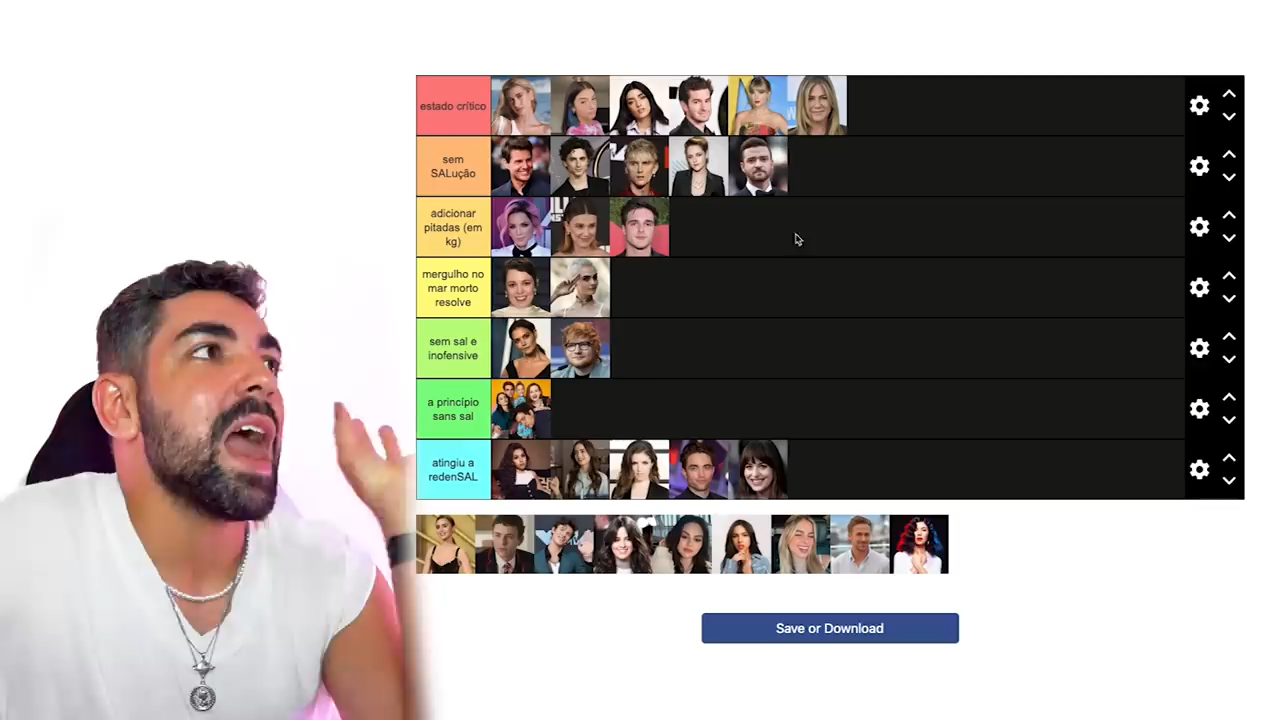 estado crítico
sem
SALução
adicionar
pitadas (em
kg)
mergulho no
mar morto
resolve
sem sal e
inofensive
a princípio
sans sal
atingiu a
redenSAL
Save or Download